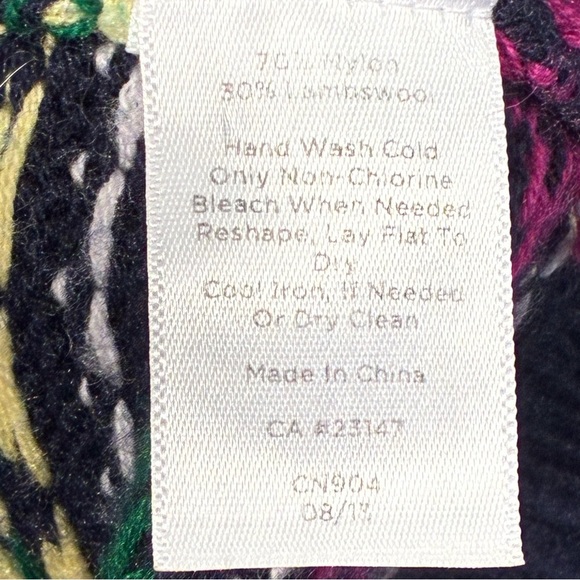 70% Nylon
30% Lambswool
Hand Wash Cold
Only Non-Chlorine
Bleach When Needed
Reshape, Lay Flat To
Dry
Cool Iron, If Needed
Or Dry Clean
Made In China
CA #23147
CN904
08/13